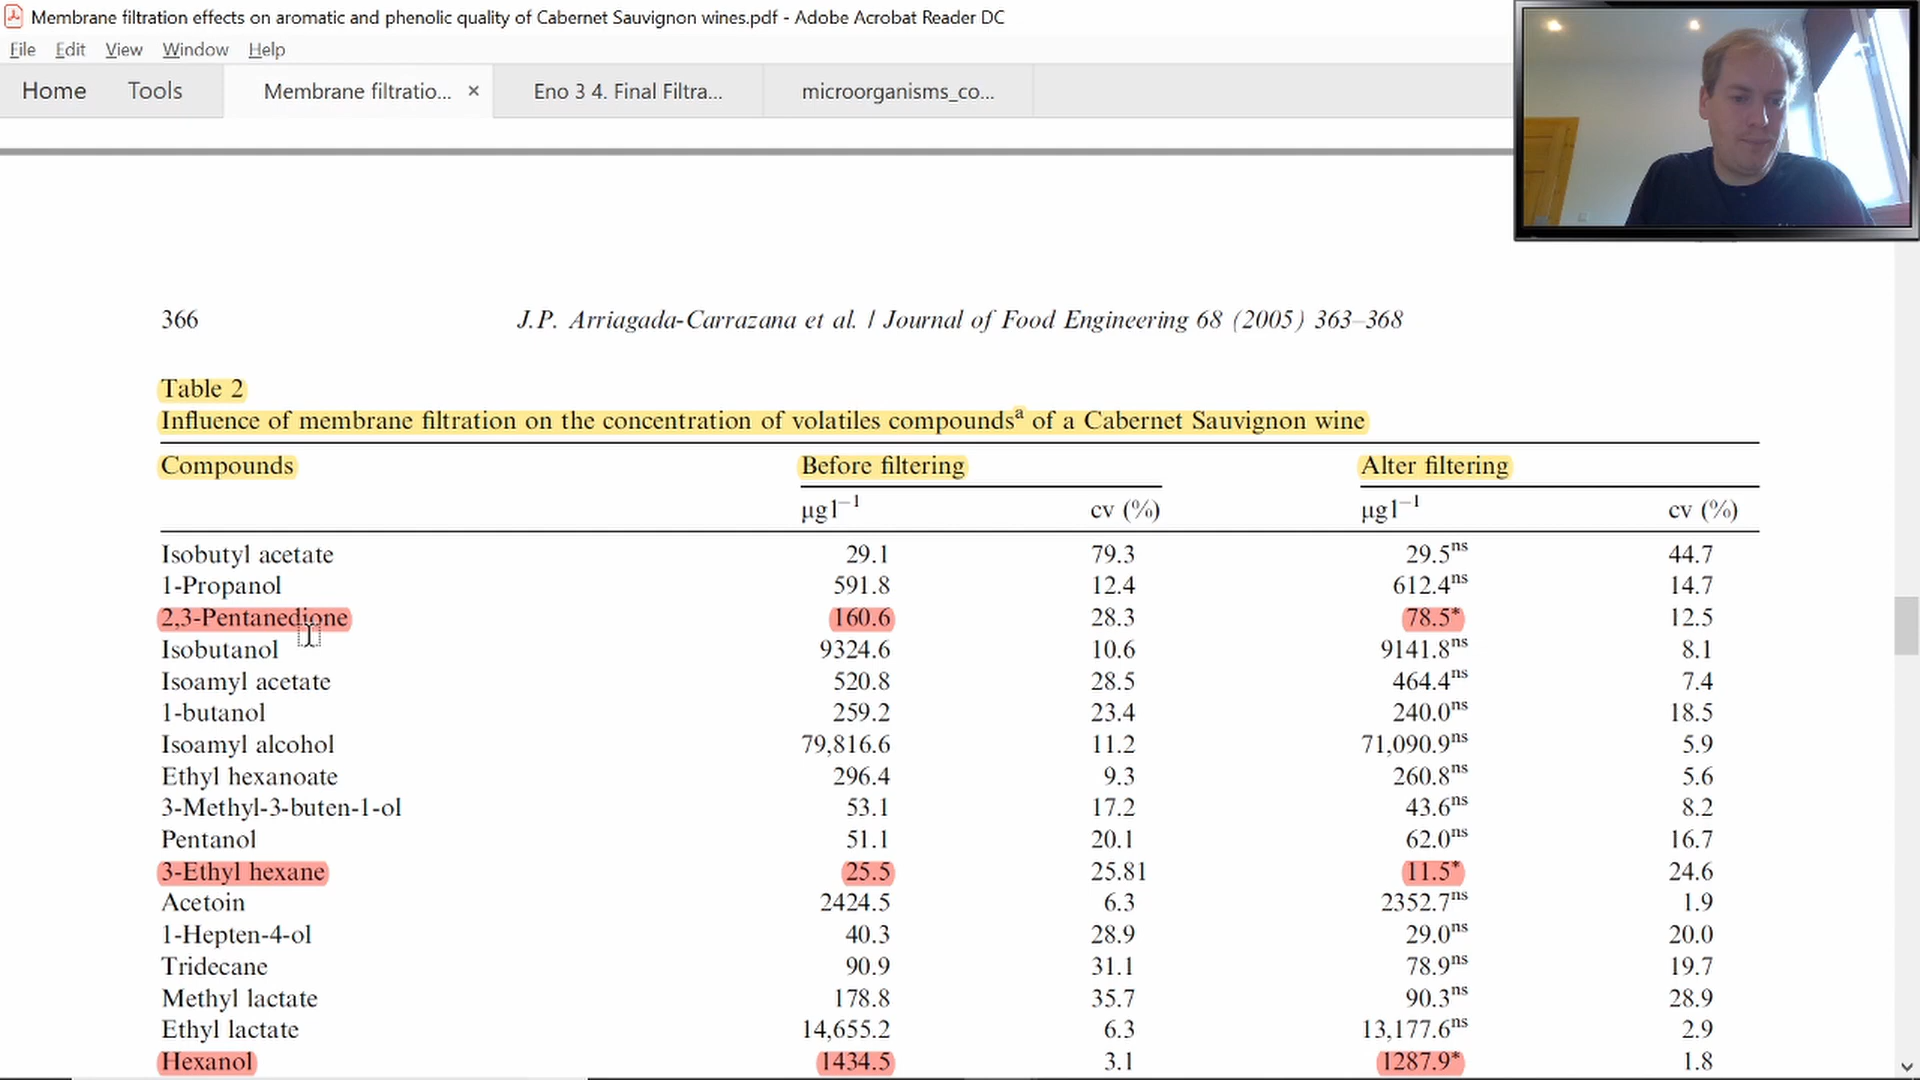 Membrane filtration effects on aromatic and phenolic quality of Cabernet Sauvignon wines.pdf - Adobe Acrobat Reader DC
File Edit View Window Help
Home Tools Membrane filtratio... × Eno 3 4. Final Filtra... microorganisms_co...
366 J.P. Arriagada-Carrazana et al. / Journal of Food Engineering 68 (2005) 363–368
Table 2
Influence of membrane filtration on the concentration of volatiles compoundsᵃ of a Cabernet Sauvignon wine
Compounds Before filtering Alter filtering
μg l⁻¹ cv (%) μg l⁻¹ cv (%)
Isobutyl acetate 29.1 79.3 29.5ⁿˢ 44.7
1-Propanol 591.8 12.4 612.4ⁿˢ 14.7
2,3-Pentanedione 160.6 28.3 78.5* 12.5
Isobutanol 9324.6 10.6 9141.8ⁿˢ 8.1
Isoamyl acetate 520.8 28.5 464.4ⁿˢ 7.4
1-butanol 259.2 23.4 240.0ⁿˢ 18.5
Isoamyl alcohol 79,816.6 11.2 71,090.9ⁿˢ 5.9
Ethyl hexanoate 296.4 9.3 260.8ⁿˢ 5.6
3-Methyl-3-buten-1-ol 53.1 17.2 43.6ⁿˢ 8.2
Pentanol 51.1 20.1 62.0ⁿˢ 16.7
3-Ethyl hexane 25.5 25.81 11.5* 24.6
Acetoin 2424.5 6.3 2352.7ⁿˢ 1.9
1-Hepten-4-ol 40.3 28.9 29.0ⁿˢ 20.0
Tridecane 90.9 31.1 78.9ⁿˢ 19.7
Methyl lactate 178.8 35.7 90.3ⁿˢ 28.9
Ethyl lactate 14,655.2 6.3 13,177.6ⁿˢ 2.9
Hexanol 1434.5 3.1 1287.9* 1.8